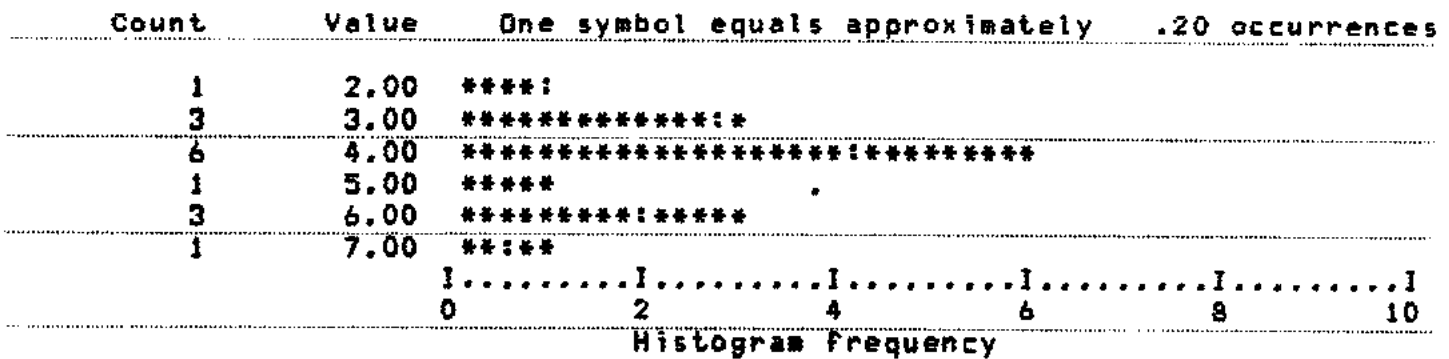 Count Value One symbol equals approximately .20 occurrences
1 2.00 ****:
3 3.00 *************:*
6 4.00 ********************:*********
1 5.00 ***** .
3 6.00 *********:*****
1 7.00 **:**
I.........I.........I.........I.........I.........I
0 2 4 6 8 10
Histogram frequency